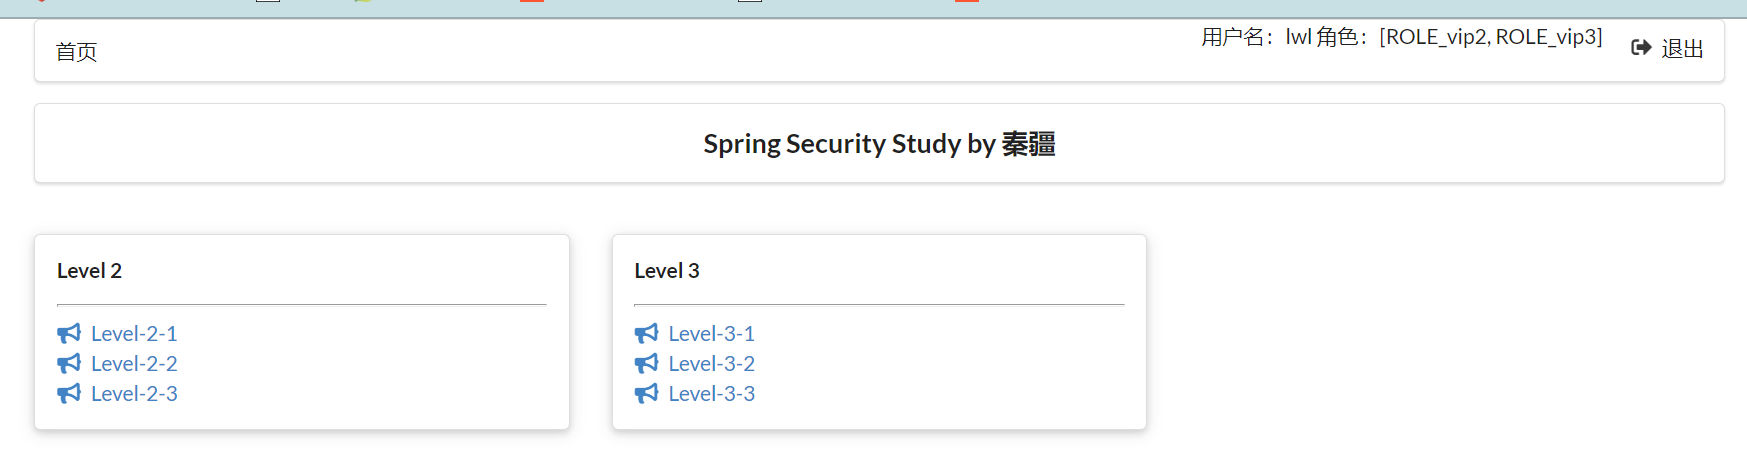 首页
用户名：lwl 角色：[ROLE_vip2, ROLE_vip3]
退出
Spring Security Study by 秦疆
Level 2
Level-2-1
Level-2-2
Level-2-3
Level 3
Level-3-1
Level-3-2
Level-3-3